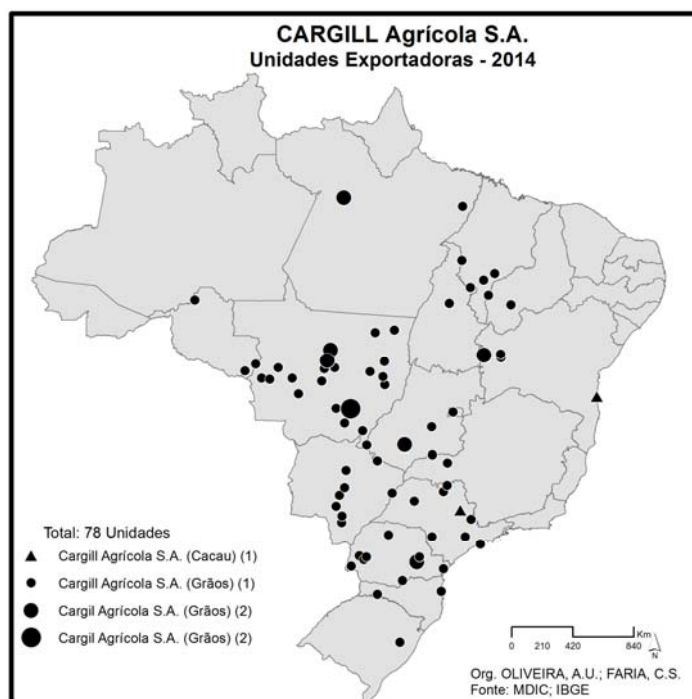 CARGILL Agrícola S.A.
Unidades Exportadoras - 2014
Total: 78 Unidades
Cargill Agrícola S.A. (Cacau) (1)
Cargill Agrícola S.A. (Grãos) (1)
Cargil Agrícola S.A. (Grãos) (2)
Cargil Agrícola S.A. (Grãos) (2)
Km
0 210 420 840
N
Org. OLIVEIRA, A.U.; FARIA, C.S.
Fonte: MDIC; IBGE